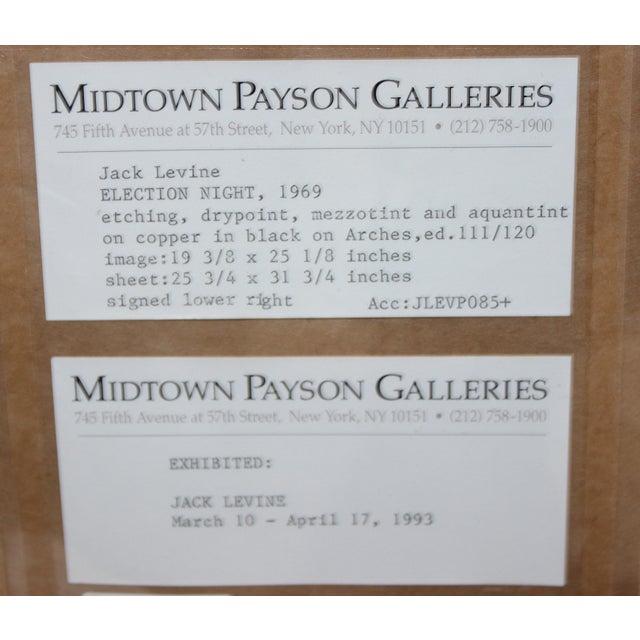 MIDTOWN PAYSON GALLERIES
745 Fifth Avenue at 57th Street, New York, NY 10151 • (212) 758-1900
Jack Levine
ELECTION NIGHT, 1969
etching, drypoint, mezzotint and aquantint
on copper in black on Arches,ed.111/120
image:19 3/8 x 25 1/8 inches
sheet:25 3/4 x 31 3/4 inches
signed lower right Acc:JLEVP085+
MIDTOWN PAYSON GALLERIES
745 Fifth Avenue at 57th Street, New York, NY 10151 • (212) 758-1900
EXHIBITED:
JACK LEVINE
March 10 - April 17, 1993